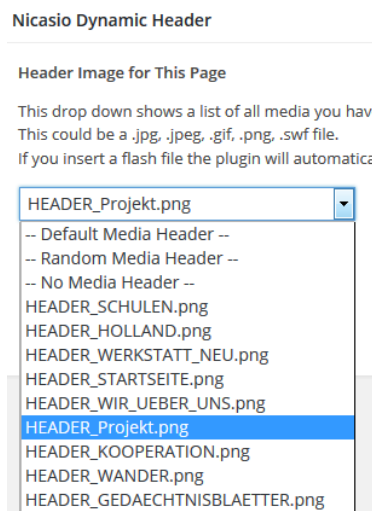 Nicasio Dynamic Header
Header Image for This Page
This drop down shows a list of all media you hav
This could be a .jpg, .jpeg, .gif, .png, .swf file.
If you insert a flash file the plugin will automatica
HEADER_Projekt.png
-- Default Media Header --
-- Random Media Header --
-- No Media Header --
HEADER_SCHULEN.png
HEADER_HOLLAND.png
HEADER_WERKSTATT_NEU.png
HEADER_STARTSEITE.png
HEADER_WIR_UEBER_UNS.png
HEADER_Projekt.png
HEADER_KOOPERATION.png
HEADER_WANDER.png
HEADER_GEDAECHTNISBLAETTER.png